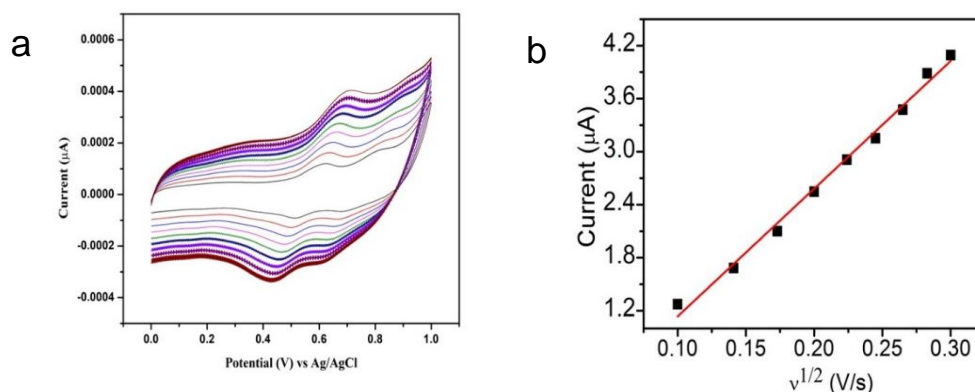 a
0.0006
0.0004
0.0002
0.0000
-0.0002
-0.0004
Current (µA)
0.0 0.2 0.4 0.6 0.8 1.0
Potential (V) vs Ag/AgCl
b
4.2
3.6
3.0
2.4
1.8
1.2
Current (µA)
0.10 0.15 0.20 0.25 0.30
ν^1/2 (V/s)